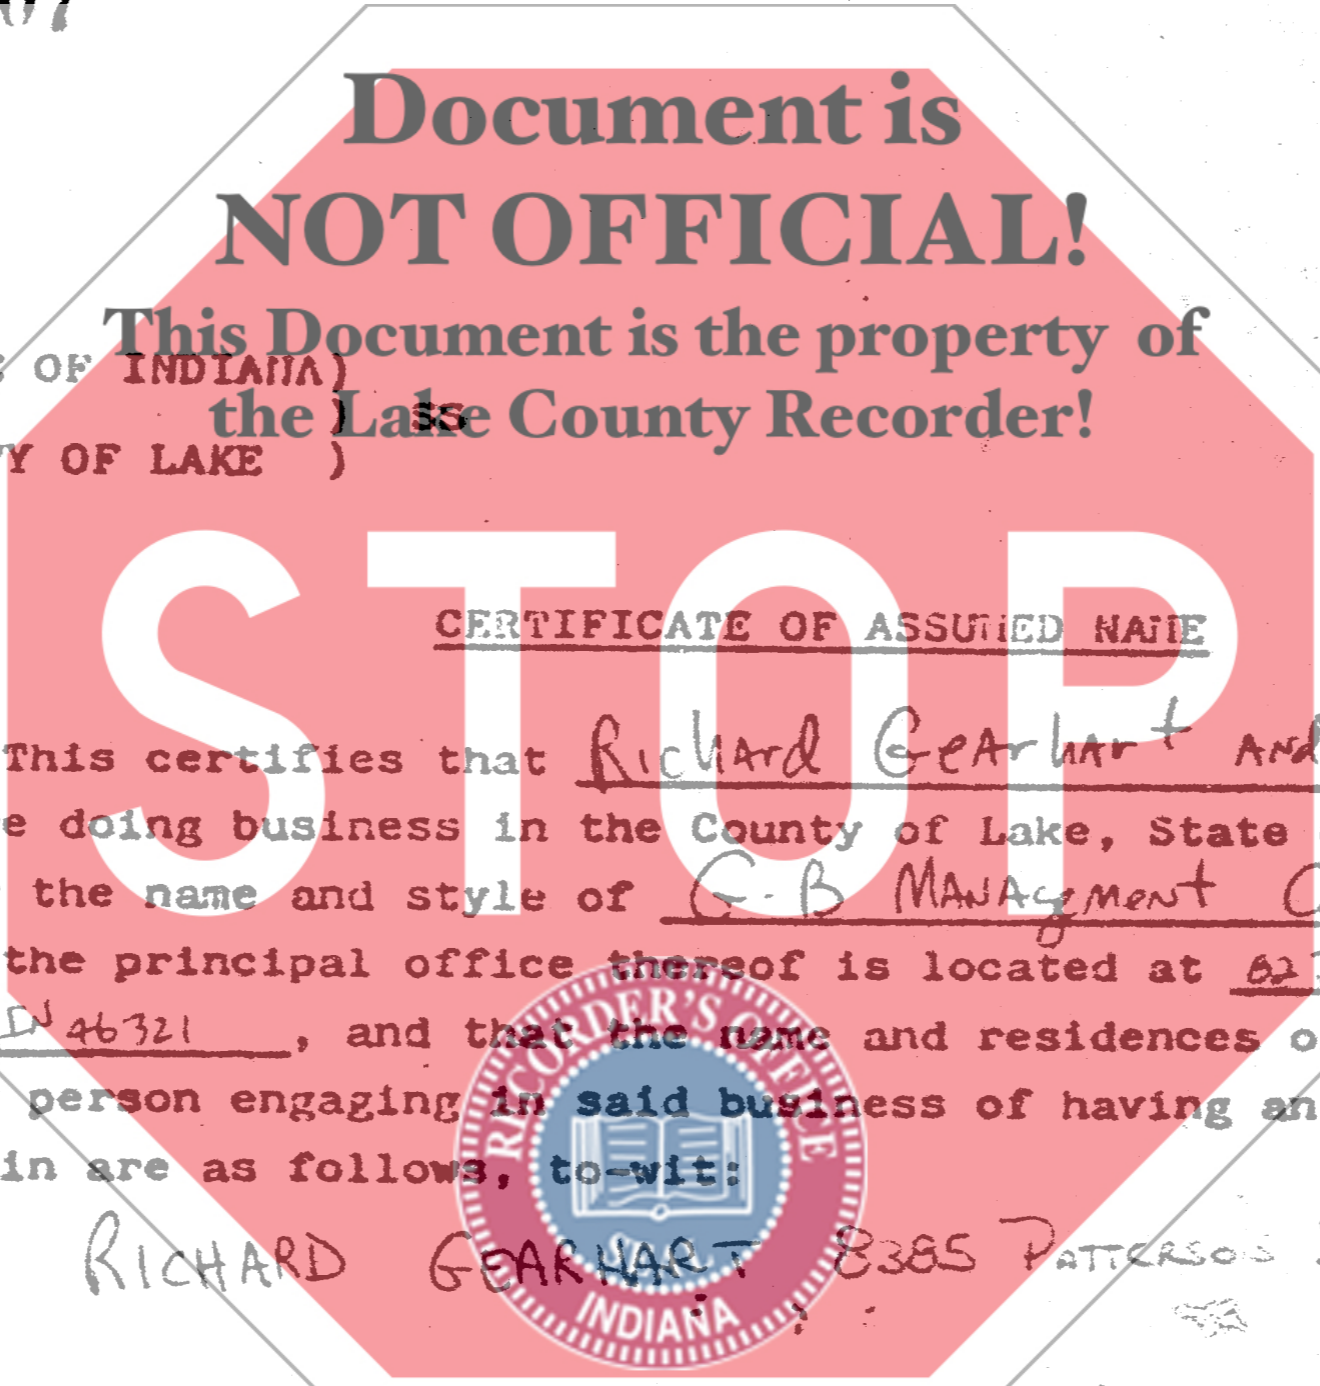 Document is
NOT OFFICIAL!
This Document is the property of
OF INDIANA)
the Lake County Recorder!
) SS
Y OF LAKE )
STOP
CERTIFICATE OF ASSUMED NAME
This certifies that Richard Gearhart And
e doing business in the County of Lake, State
the name and style of G-B Managment C
the principal office thereof is located at 82
IN 46321 , and that the name and residences o
person engaging in said business of having an
in are as follows, to-wit:
RECORDER'S OFFICE
SEAL
INDIANA
RICHARD GEARHART 8385 PATTERSON